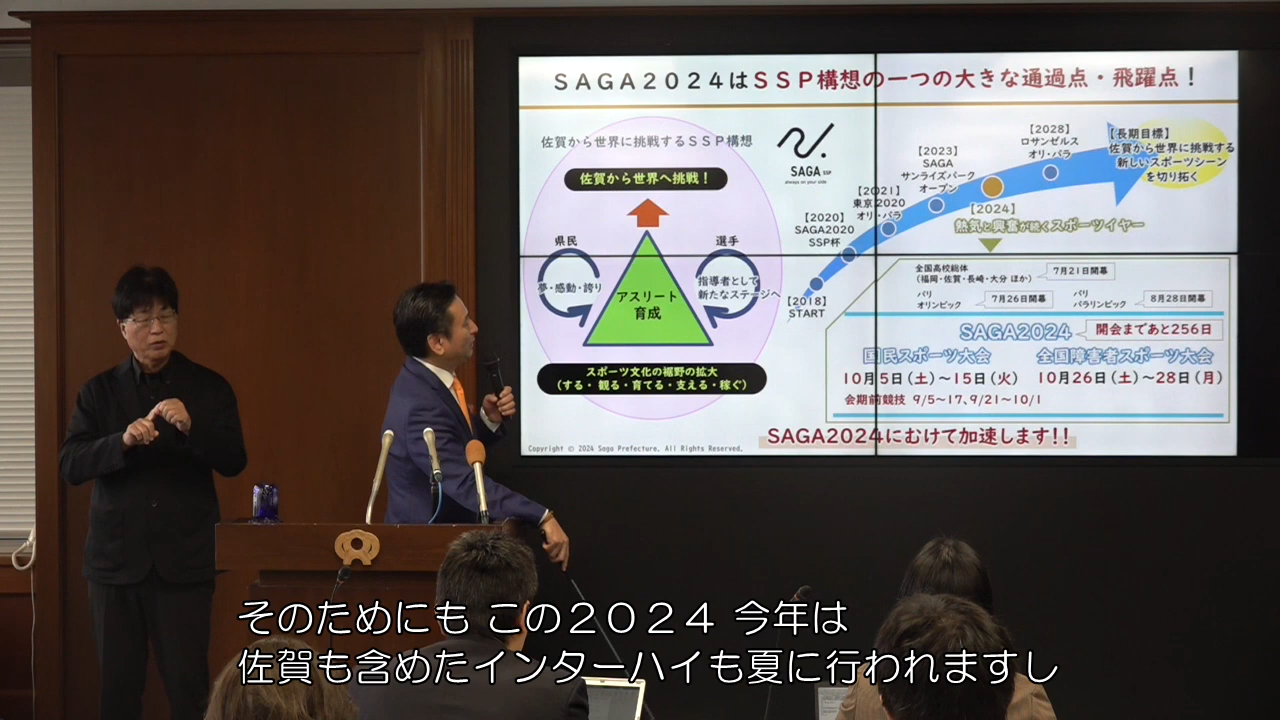 SAGA2024はSSP構想の一つの大きな通過点・飛躍点！
佐賀から世界に挑戦するSSP構想
佐賀から世界へ挑戦！
県民
夢・感動・誇り
アスリート
育成
選手
指導者として
新たなステージへ
スポーツ文化の裾野の拡大
（する・観る・育てる・支える・稼ぐ）
SAGA SSP
always on your side
【2018】
START
【2020】
SAGA2020
SSP杯
【2021】
東京2020
オリ・パラ
【2023】
SAGA
サンライズパーク
オープン
【2024】
熱気と興奮が続くスポーツイヤー
【2028】
ロサンゼルス
オリ・パラ
【長期目標】
佐賀から世界に挑戦する
新しいスポーツシーン
を切り拓く
全国高校総体
（福岡・佐賀・長崎・大分 ほか）
7月21日開幕
パリ
オリンピック
7月26日開幕
パリ
パラリンピック
8月28日開幕
SAGA2024
開会まであと256日
国民スポーツ大会
全国障害者スポーツ大会
10月5日（土）～15日（火）
10月26日（土）～28日（月）
会期前競技 9/5～17、9/21～10/1
SAGA2024にむけて加速します！！
Copyright © 2024 Saga Prefecture. All Rights Reserved.
そのためにも この２０２４ 今年は
佐賀も含めたインターハイも夏に行われますし